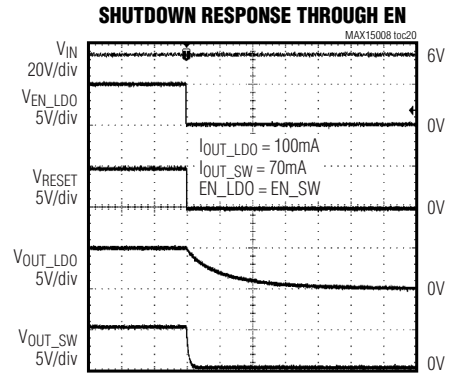 SHUTDOWN RESPONSE THROUGH EN
MAX15008 toc20
VIN
20V/div
6V
VEN_LDO
5V/div
0V
IOUT_LDO = 100mA
IOUT_SW = 70mA
EN_LDO = EN_SW
VRESET
5V/div
0V
VOUT_LDO
5V/div
0V
VOUT_SW
5V/div
0V